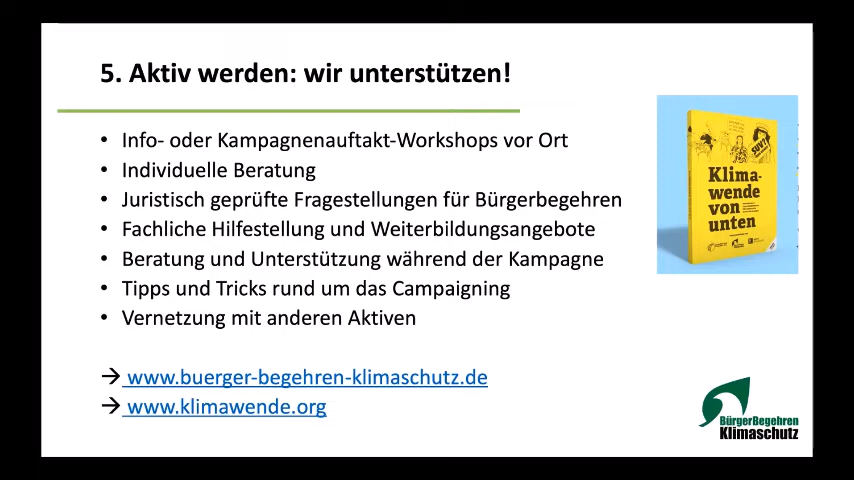 5. Aktiv werden: wir unterstützen!
• Info- oder Kampagnenauftakt-Workshops vor Ort
• Individuelle Beratung
• Juristisch geprüfte Fragestellungen für Bürgerbegehren
• Fachliche Hilfestellung und Weiterbildungsangebote
• Beratung und Unterstützung während der Kampagne
• Tipps und Tricks rund um das Campaigning
• Vernetzung mit anderen Aktiven
→ www.buerger-begehren-klimaschutz.de
→ www.klimawende.org
Klima-
wende
von
unten
BürgerBegehren
Klimaschutz